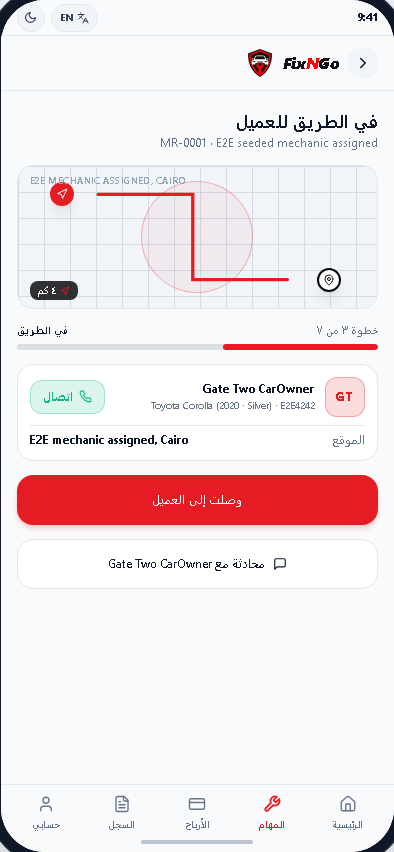 9:41
EN
FixNGo
في الطريق للعميل
MR-0001 · E2E seeded mechanic assigned
E2E MECHANIC ASSIGNED, CAIRO
٤ كم
خطوة ٣ من ٧
في الطريق
GT
Gate Two CarOwner
Toyota Corolla (2020 · Silver) · E2E4242
اتصال
الموقع
E2E mechanic assigned, Cairo
وصلت إلى العميل
محادثة مع Gate Two CarOwner
الرئيسية
المهام
الأرباح
السجل
حسابي